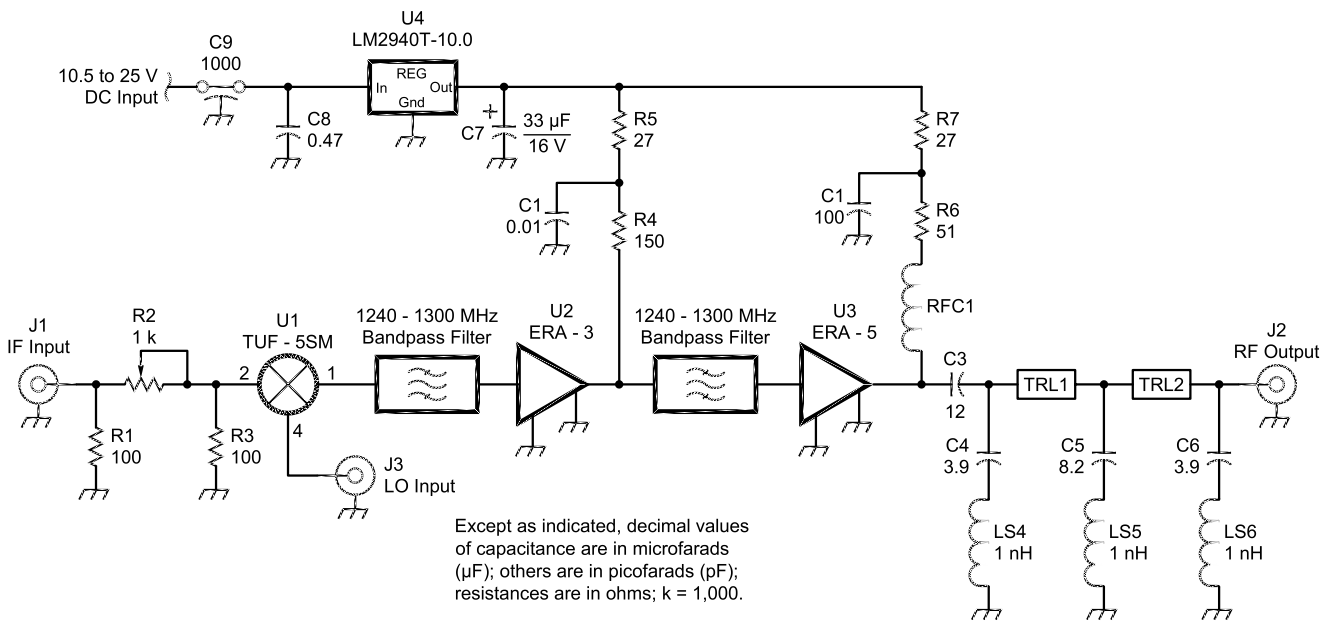 U4
LM2940T-10.0
C9
1000
10.5 to 25 V
DC Input
REG
In
Out
Gnd
C8
0.47
C7
+
33 µF
16 V
R5
27
R7
27
C1
0.01
R4
150
C1
100
R6
51
RFC1
J1
IF Input
R2
1 k
U1
TUF - 5SM
1240 - 1300 MHz
Bandpass Filter
U2
ERA - 3
1240 - 1300 MHz
Bandpass Filter
U3
ERA - 5
C3
12
J2
RF Output
2
1
4
TRL1
TRL2
R1
100
R3
100
J3
LO Input
C4
3.9
C5
8.2
C6
3.9
LS4
1 nH
LS5
1 nH
LS6
1 nH
Except as indicated, decimal values
of capacitance are in microfarads
(µF); others are in picofarads (pF);
resistances are in ohms; k = 1,000.